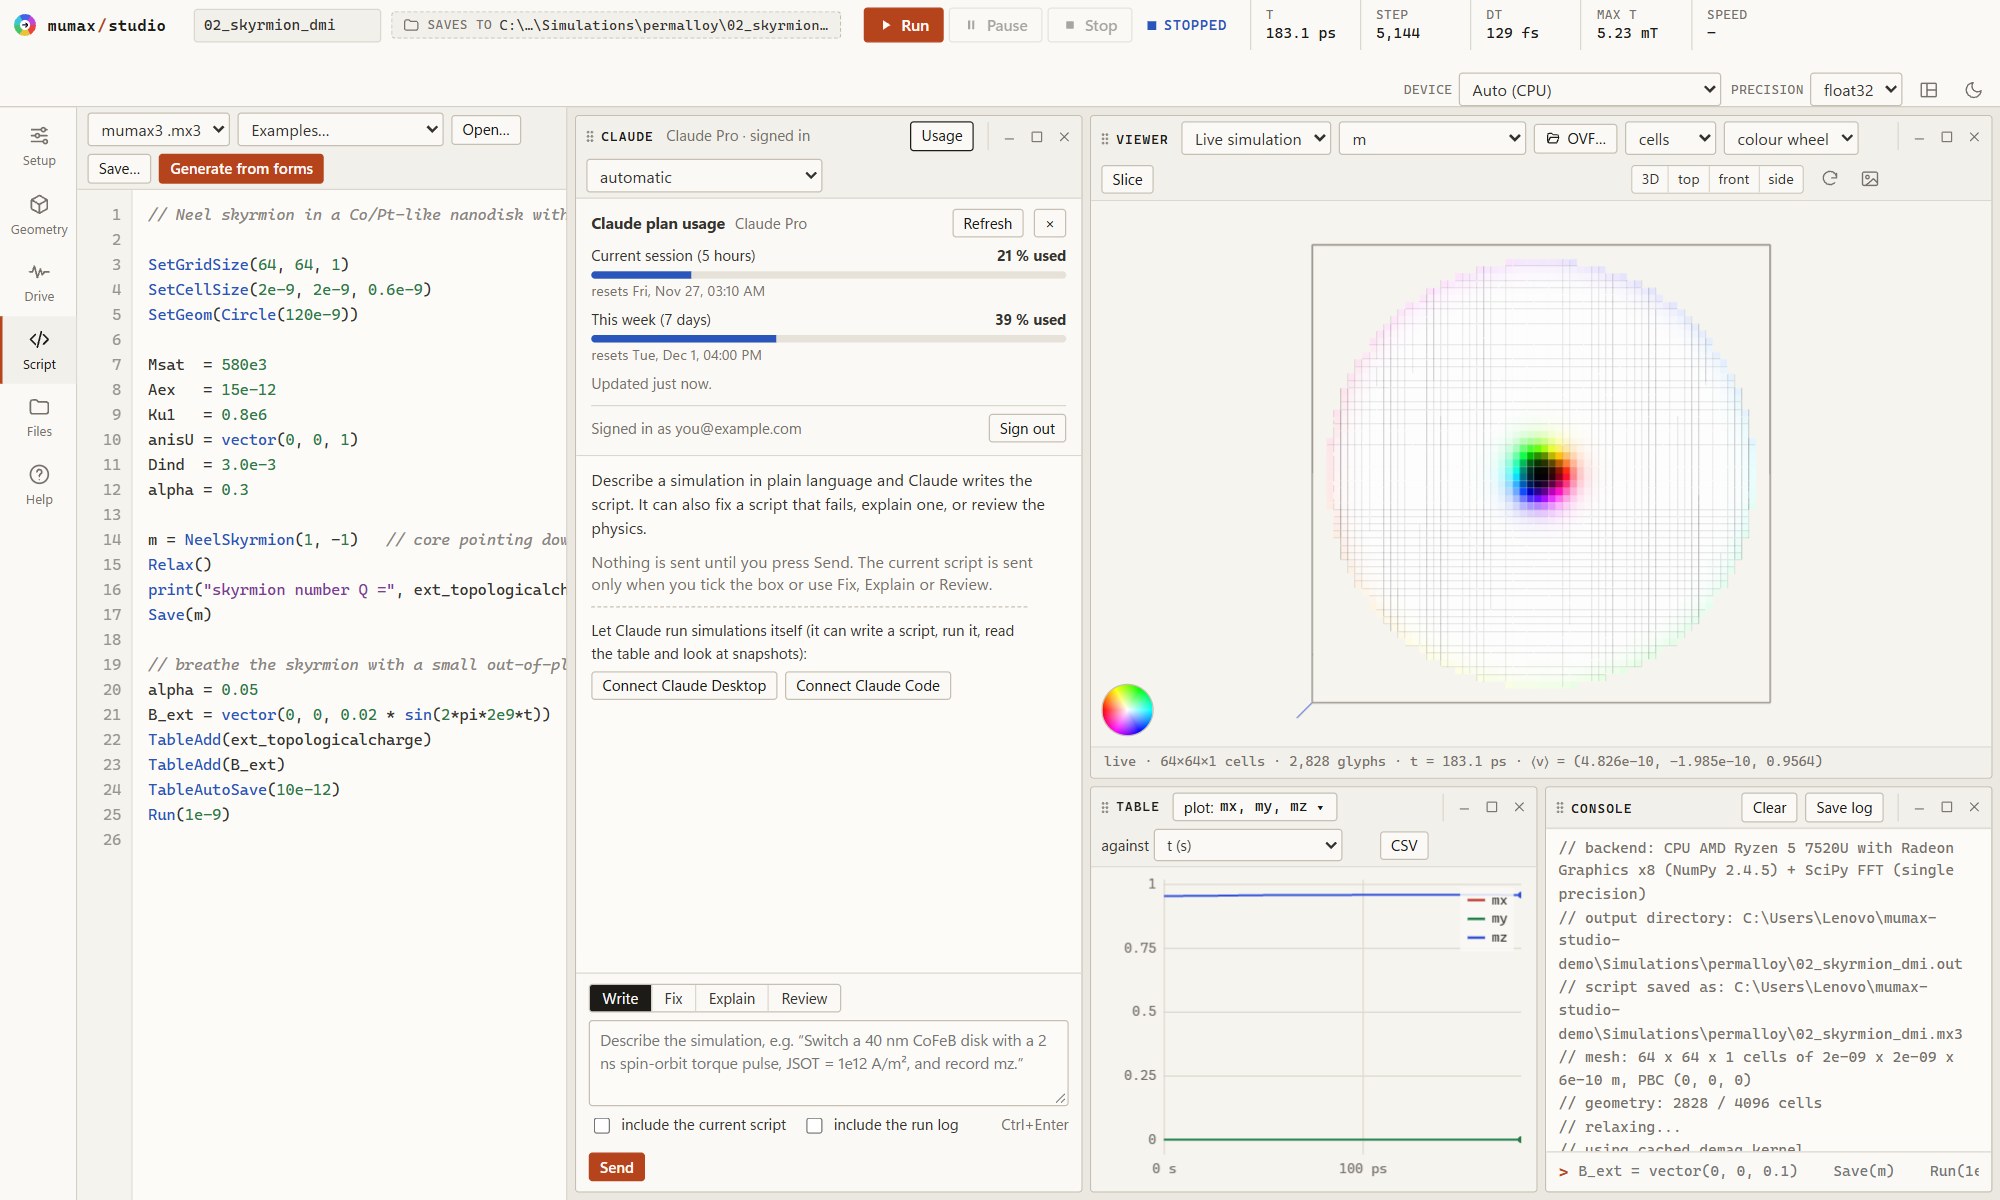 mumax/studio
02_skyrmion_dmi
SAVES TO C:\…\Simulations\permalloy\02_skyrmion…
Run
Pause
Stop
STOPPED
T
183.1 ps
STEP
5,144
DT
129 fs
MAX T
5.23 mT
SPEED
–
DEVICE
Auto (CPU)
PRECISION
float32
Setup
Geometry
Drive
Script
Files
Help
mumax3 .mx3
Examples...
Open...
Save...
Generate from forms
1 // Neel skyrmion in a Co/Pt-like nanodisk with
2
3 SetGridSize(64, 64, 1)
4 SetCellSize(2e-9, 2e-9, 0.6e-9)
5 SetGeom(Circle(120e-9))
6
7 Msat  = 580e3
8 Aex   = 15e-12
9 Ku1   = 0.8e6
10 anisU = vector(0, 0, 1)
11 Dind  = 3.0e-3
12 alpha = 0.3
13
14 m = NeelSkyrmion(1, -1)   // core pointing dow
15 Relax()
16 print("skyrmion number Q =", ext_topologicalch
17 Save(m)
18
19 // breathe the skyrmion with a small out-of-pl
20 alpha = 0.05
21 B_ext = vector(0, 0, 0.02 * sin(2*pi*2e9*t))
22 TableAdd(ext_topologicalcharge)
23 TableAdd(B_ext)
24 TableAutoSave(10e-12)
25 Run(1e-9)
26
CLAUDE
Claude Pro · signed in
Usage
automatic
Claude plan usage Claude Pro
Refresh
×
Current session (5 hours)
21 % used
resets Fri, Nov 27, 03:10 AM
This week (7 days)
39 % used
resets Tue, Dec 1, 04:00 PM
Updated just now.
Signed in as you@example.com
Sign out
Describe a simulation in plain language and Claude writes the
script. It can also fix a script that fails, explain one, or review the
physics.
Nothing is sent until you press Send. The current script is sent
only when you tick the box or use Fix, Explain or Review.
Let Claude run simulations itself (it can write a script, run it, read
the table and look at snapshots):
Connect Claude Desktop
Connect Claude Code
Write
Fix
Explain
Review
Describe the simulation, e.g. “Switch a 40 nm CoFeB disk with a 2
ns spin-orbit torque pulse, JSOT = 1e12 A/m², and record mz.”
include the current script
include the run log
Ctrl+Enter
Send
VIEWER
Live simulation
m
OVF...
cells
colour wheel
Slice
3D
top
front
side
live · 64×64×1 cells · 2,828 glyphs · t = 183.1 ps · ⟨v⟩ = (4.826e-10, -1.985e-10, 0.9564)
TABLE
plot: mx, my, mz ▾
against
t (s)
CSV
1
0.75
0.5
0.25
0
0 s
100 ps
mx
my
mz
CONSOLE
Clear
Save log
// backend: CPU AMD Ryzen 5 7520U with Radeon
Graphics x8 (NumPy 2.4.5) + SciPy FFT (single
precision)
// output directory: C:\Users\Lenovo\mumax-
studio-
demo\Simulations\permalloy\02_skyrmion_dmi.out
// script saved as: C:\Users\Lenovo\mumax-
studio-
demo\Simulations\permalloy\02_skyrmion_dmi.mx3
// mesh: 64 x 64 x 1 cells of 2e-09 x 2e-09 x
6e-10 m, PBC (0, 0, 0)
// geometry: 2828 / 4096 cells
// relaxing...
// using cached demag kernel
> B_ext = vector(0, 0, 0.1)    Save(m)    Run(1e